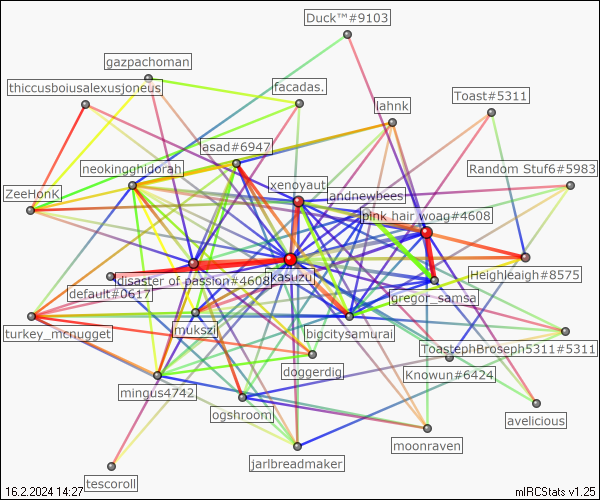 Duck™#9103
gazpachoman
thiccusboiusalexusjoneus
facadas.
lahnk
Toast#5311
asad#6947
neokingghidorah
Random Stuf6#5983
xenoyaut
andnewbees
ZeeHonK
pink hair woag#4608
disaster of passion#4608
kasuzu
Heighleaigh#8575
default#0617
gregor_samsa
turkey_mcnugget
mukszi
bigcitysamurai
ToastephBroseph5311#5311
doggerdig
Knowun#6424
mingus4742
ogshroom
avelicious
moonraven
jarlbreadmaker
tescoroll
16.2.2024 14:27
mIRCStats v1.25